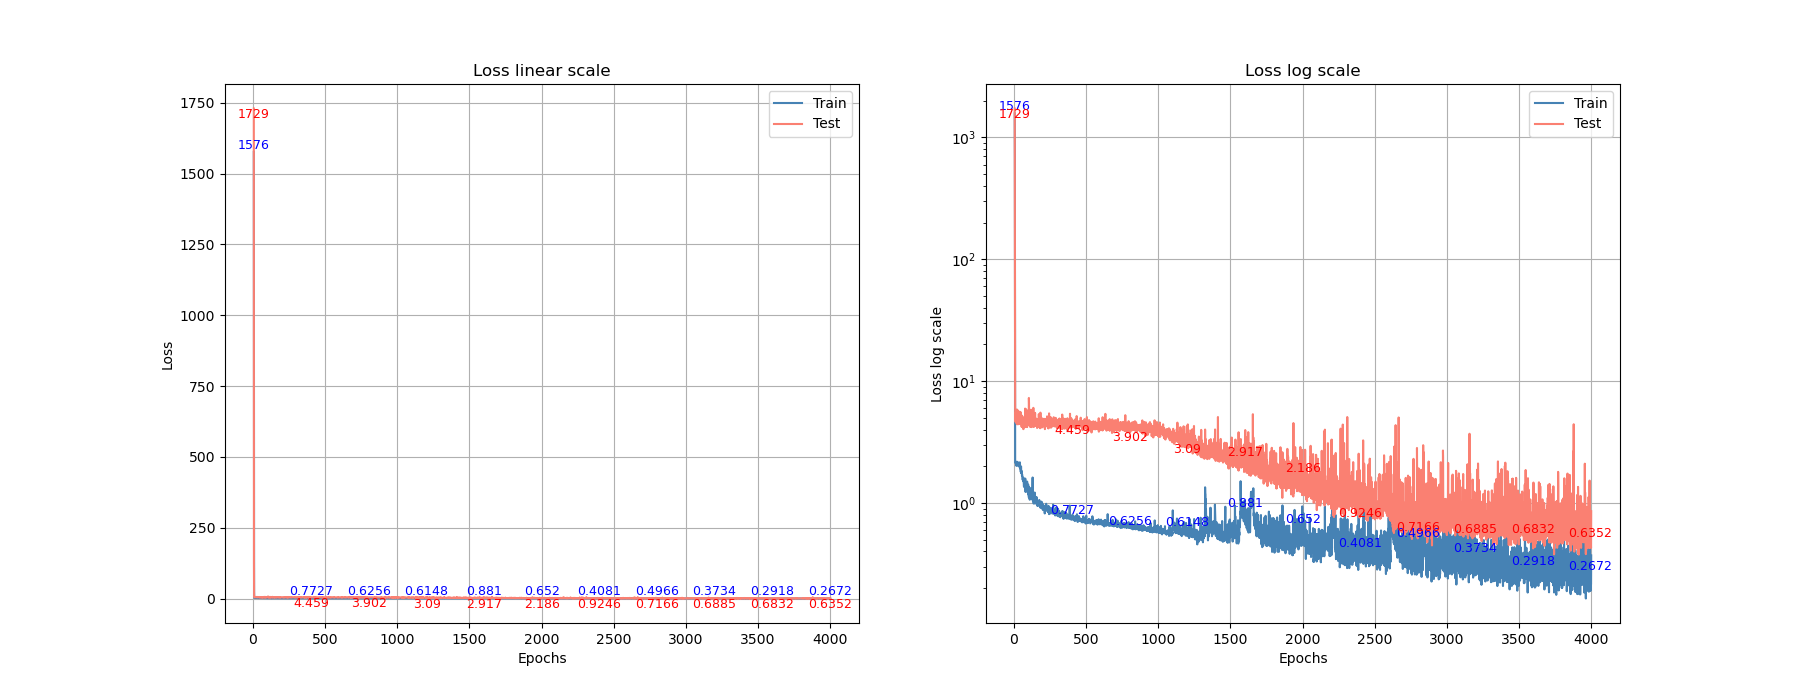 Loss linear scale
Loss
1750
1500
1250
1000
750
500
250
0
1729
1576
Train
Test
0.7727 0.6256 0.6148 0.881 0.652 0.4081 0.4966 0.3734 0.2918 0.2672
4.459 3.902 3.09 2.917 2.186 0.9246 0.7166 0.6885 0.6832 0.6352
0 500 1000 1500 2000 2500 3000 3500 4000
Epochs
Loss log scale
Loss log scale
10³
10²
10¹
10⁰
1576
1729
Train
Test
4.459 3.902 3.09 2.917 2.186 0.9246 0.7166 0.6885 0.6832 0.6352
0.7727 0.6256 0.6148 0.881 0.652 0.4081 0.4966 0.3734 0.2918 0.2672
0 500 1000 1500 2000 2500 3000 3500 4000
Epochs